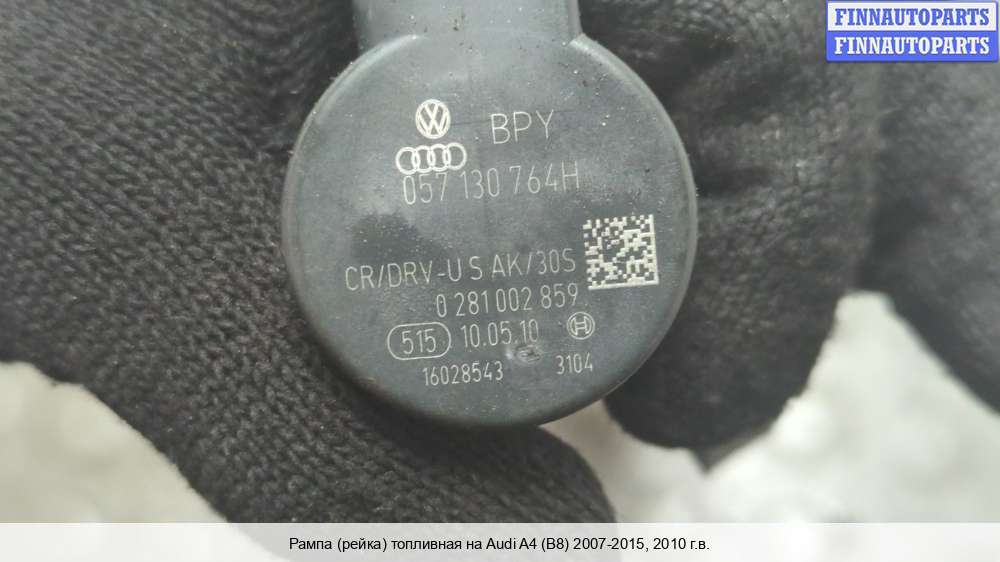 FINNAUTOPARTS
FINNAUTOPARTS
BPY
057 130 764H
CR/DRV-U S AK/30S
0 281 002 859
515 10.05.10
16028543 3104
Рампа (рейка) топливная на Audi A4 (B8) 2007-2015, 2010 г.в.